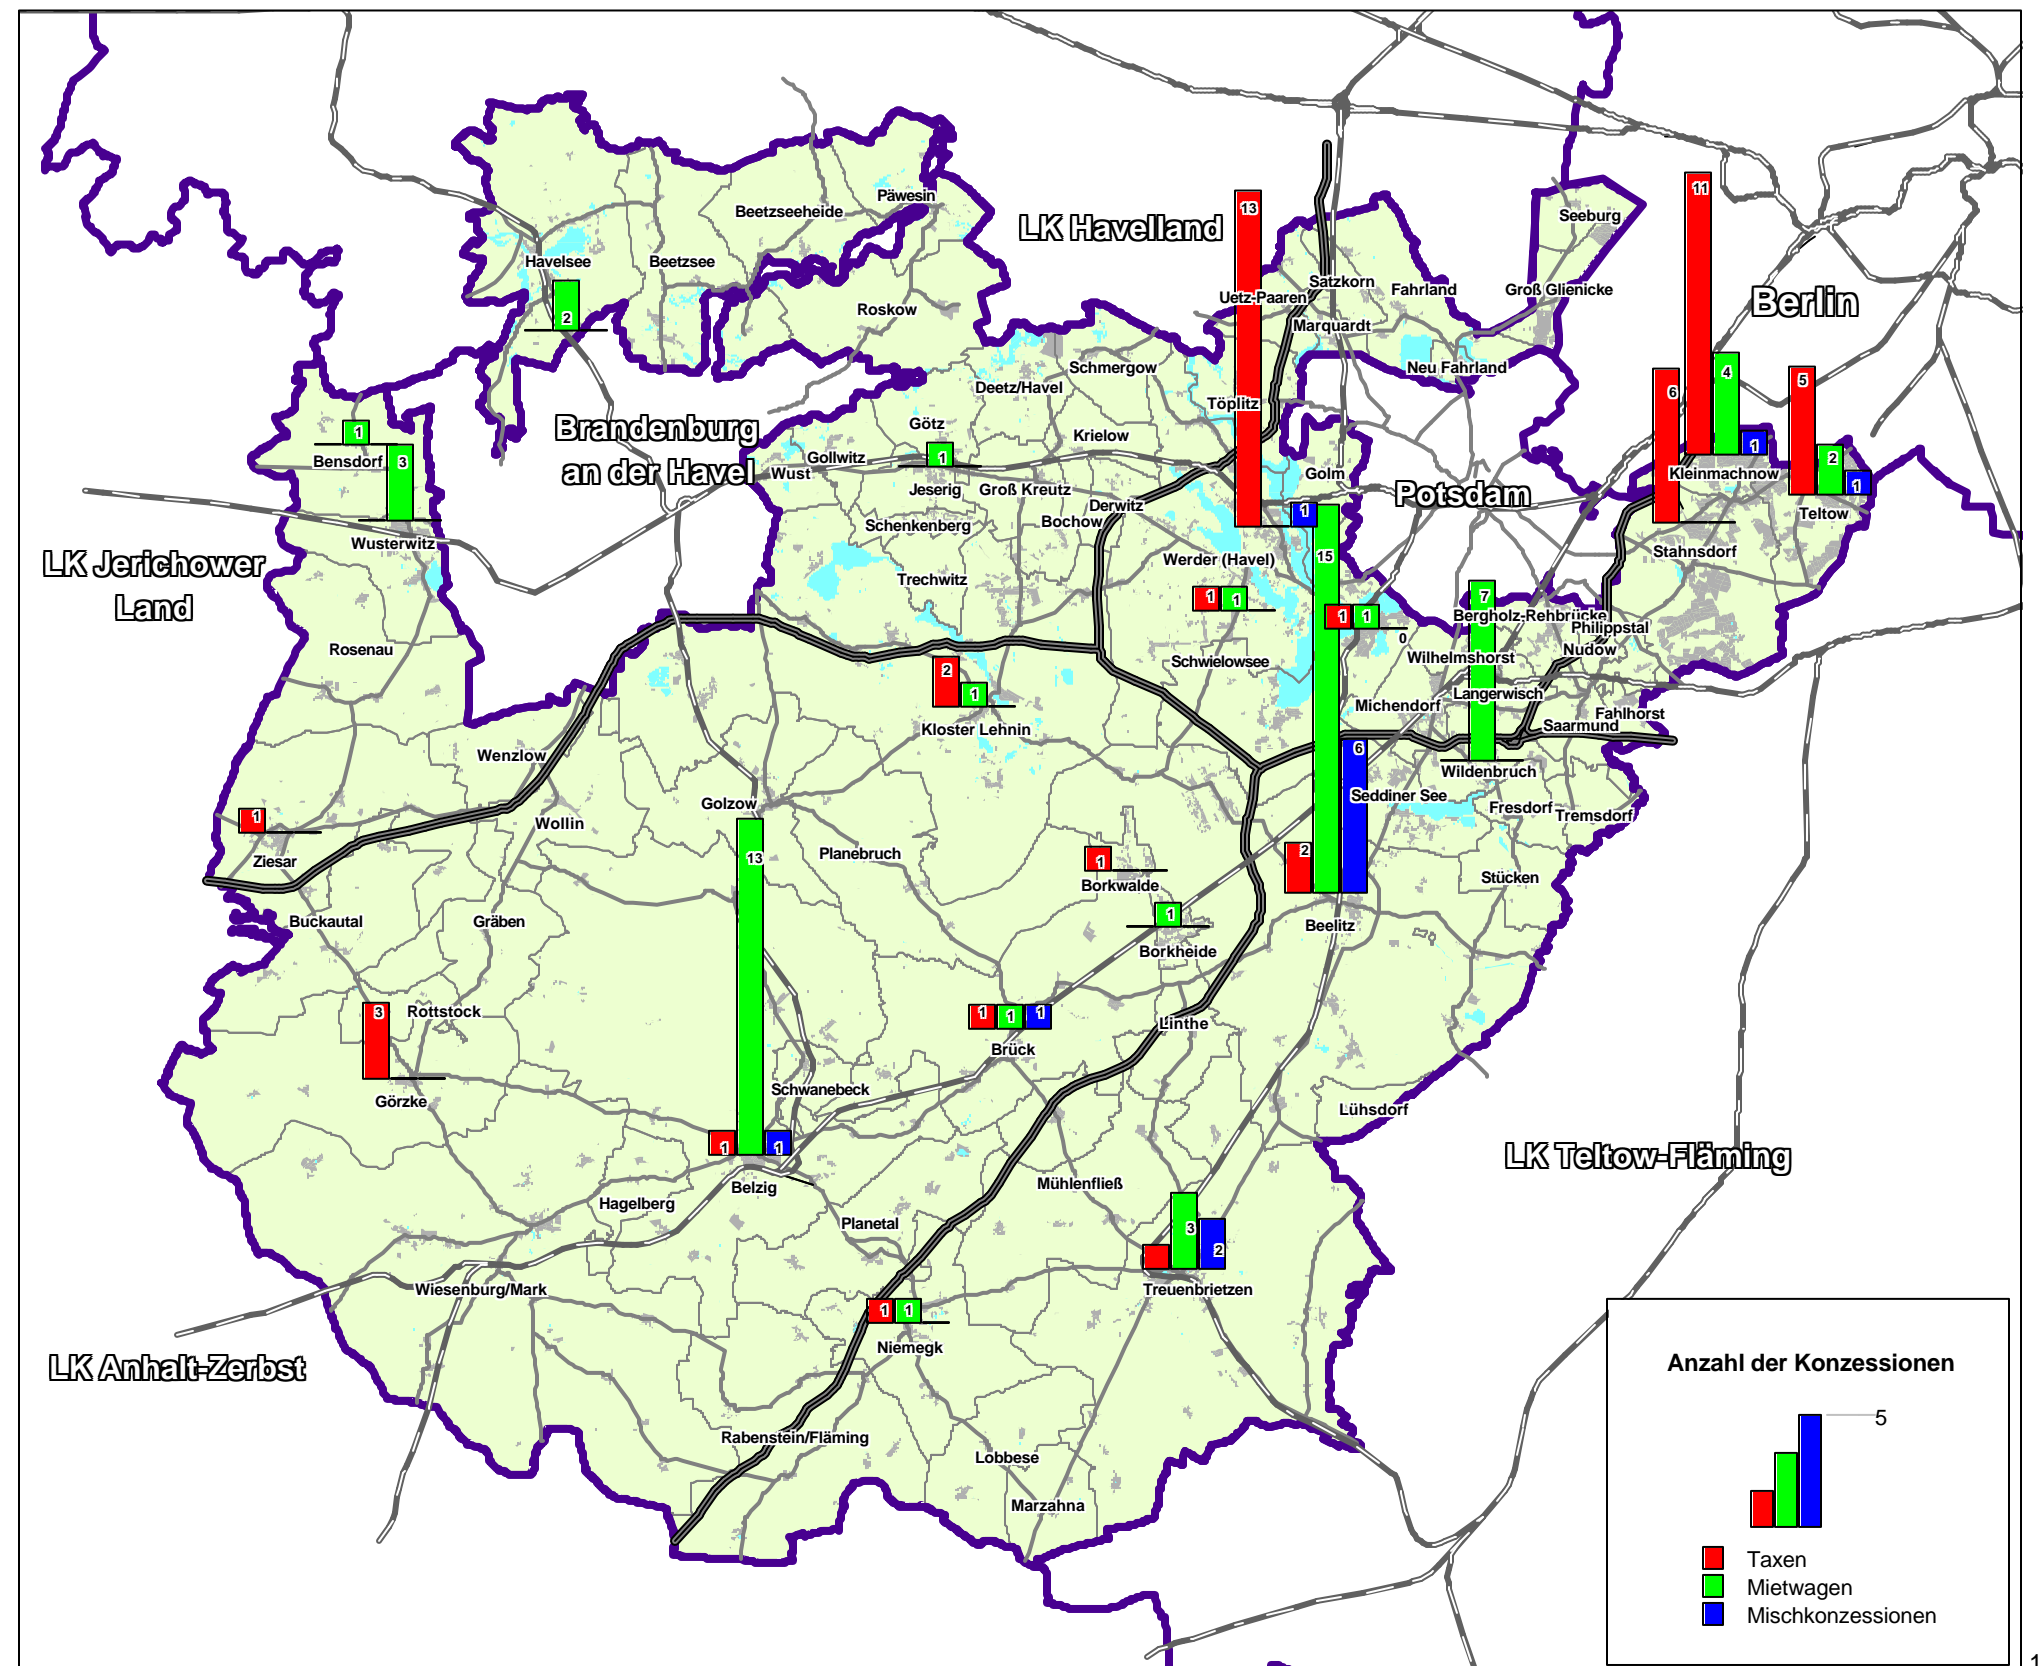 11
Päwesin
13
Beetzseeheide
Seeburg
LK Havelland
Havelsee
Beetzsee
Satzkorn
Fahrland
Groß Glienicke
Uetz-Paaren
Berlin
Roskow
2
Marquardt
Schmergow
Neu Fahrland
4
5
Deetz/Havel
6
Töplitz
Götz
Brandenburg
an der Havel
1
Krielow
1
Bensdorf
3
Gollwitz
1
2
Wust
Golm
Kleinmachnow
Jeserig
Groß Kreutz
Potsdam
1
Derwitz
1
Teltow
Schenkenberg
Bochow
Wusterwitz
Werder (Havel)
15
Stahnsdorf
LK Jerichower
Land
Trechwitz
1
1
7
1
1
0
Bergholz-Rehbrücke
Philippstal
Rosenau
Nudow
Schwielowsee
Wilhelmshorst
2
1
Langerwisch
Michendorf
Fahlhorst
Kloster Lehnin
Saarmund
Wenzlow
6
Wildenbruch
Golzow
Seddiner See
Fresdorf
Tremsdorf
1
Wollin
13
Planebruch
2
Ziesar
1
Borkwalde
Stücken
Buckautal
Gräben
1
Beelitz
Borkheide
3
Rottstock
1
1
1
Linthe
Brück
Görzke
Schwanebeck
Lühsdorf
1
1
LK Teltow-Fläming
Belzig
Mühlenfließ
Hagelberg
Planetal
3
2
Wiesenburg/Mark
Treuenbrietzen
1
1
Niemegk
LK Anhalt-Zerbst
Anzahl der Konzessionen
5
Rabenstein/Fläming
Lobbese
Marzahna
Taxen
Mietwagen
Mischkonzessionen
1